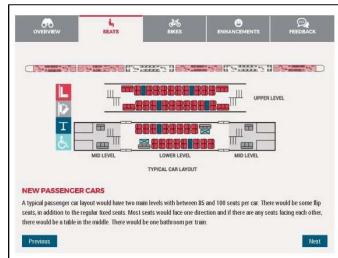 OVERVIEW
SEATS
BIKES
ENHANCEMENTS
FEEDBACK
UPPER LEVEL
MID LEVEL
LOWER LEVEL
MID LEVEL
TYPICAL CAR LAYOUT
NEW PASSENGER CARS
A typical passenger car layout would have two main levels with between 85 and 100 seats per car. There would be some flip
seats, in addition to the regular fixed seats. Most seats would face one direction and if there are any seats facing each other,
there would be a table in the middle. There would be one bathroom per train.
Previous
Next